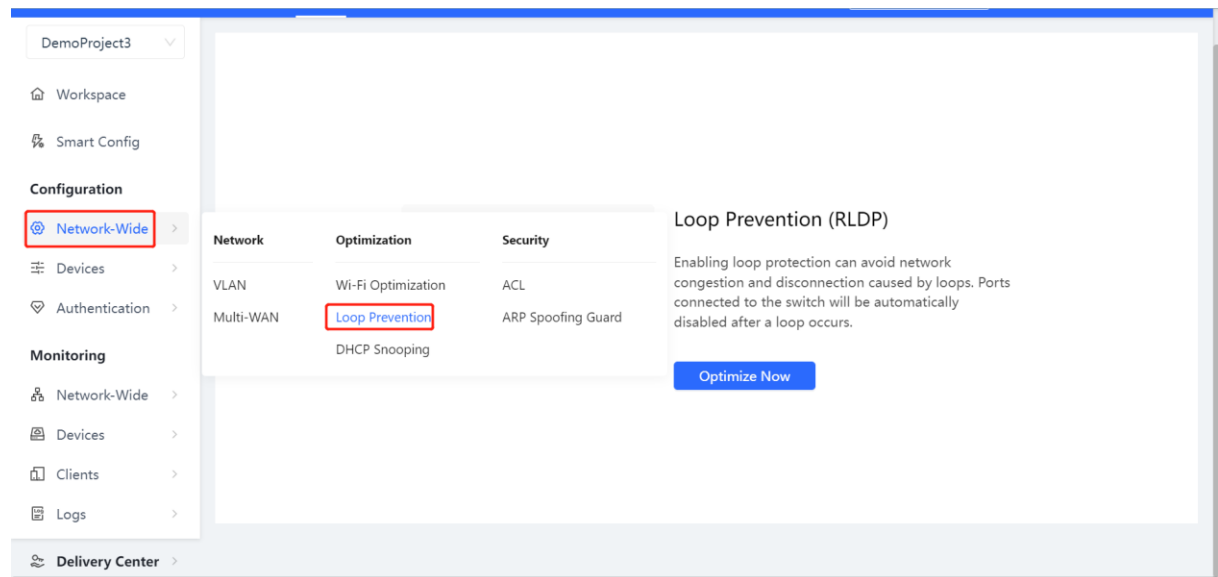 DemoProject3
Workspace
Smart Config
Configuration
Network-Wide
Devices
Authentication
Monitoring
Network-Wide
Devices
Clients
Logs
Delivery Center
Network
VLAN
Multi-WAN
Optimization
Wi-Fi Optimization
Loop Prevention
DHCP Snooping
Security
ACL
ARP Spoofing Guard
Loop Prevention (RLDP)
Enabling loop protection can avoid network
congestion and disconnection caused by loops. Ports
connected to the switch will be automatically
disabled after a loop occurs.
Optimize Now